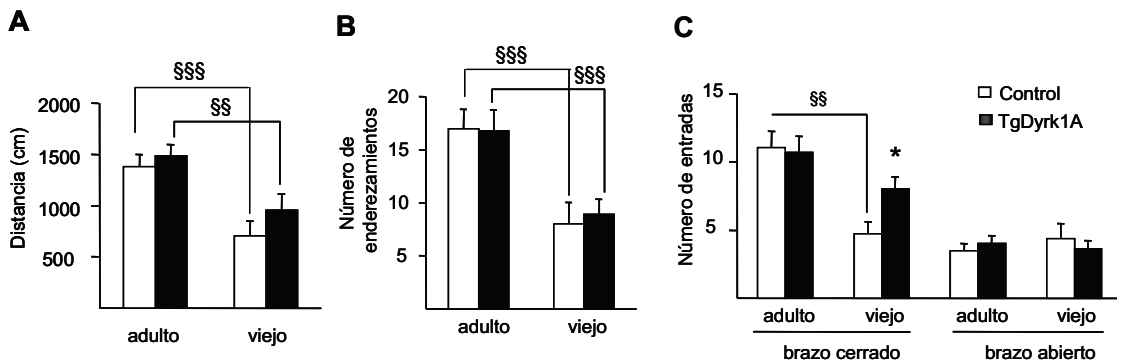 A
Distancia (cm)
2000
1500
1000
500
§§§
§§
adulto
viejo
B
Número de
enderezamientos
20
15
10
5
§§§
§§§
adulto
viejo
C
Número de entradas
15
10
5
§§
*
Control
TgDyrk1A
adulto
viejo
adulto
viejo
brazo cerrado
brazo abierto